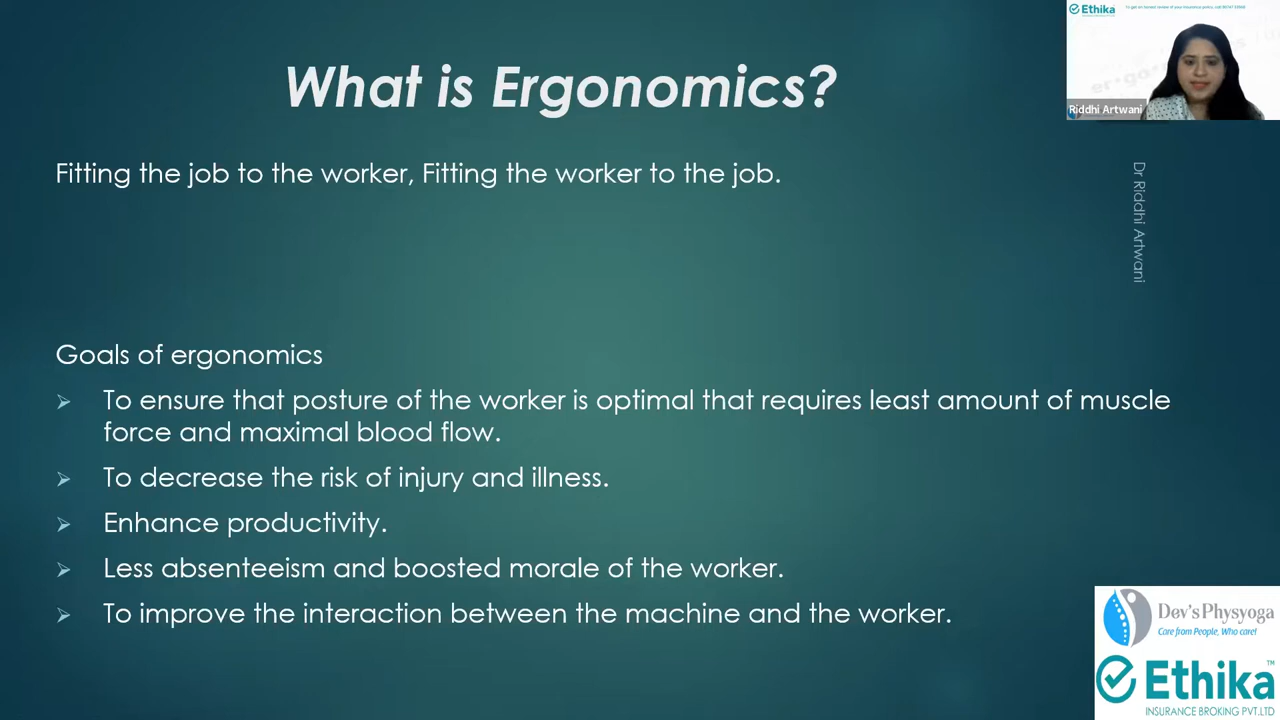 What is Ergonomics?
Fitting the job to the worker, Fitting the worker to the job.
Goals of ergonomics
To ensure that posture of the worker is optimal that requires least amount of muscle
force and maximal blood flow.
To decrease the risk of injury and illness.
Enhance productivity.
Less absenteeism and boosted morale of the worker.
To improve the interaction between the machine and the worker.
Ethika
Riddhi Artwani
Dr Riddhi Artwani
Dev's Physyoga
Care from People, Who care!
Ethika™
INSURANCE BROKING PVT.LTD